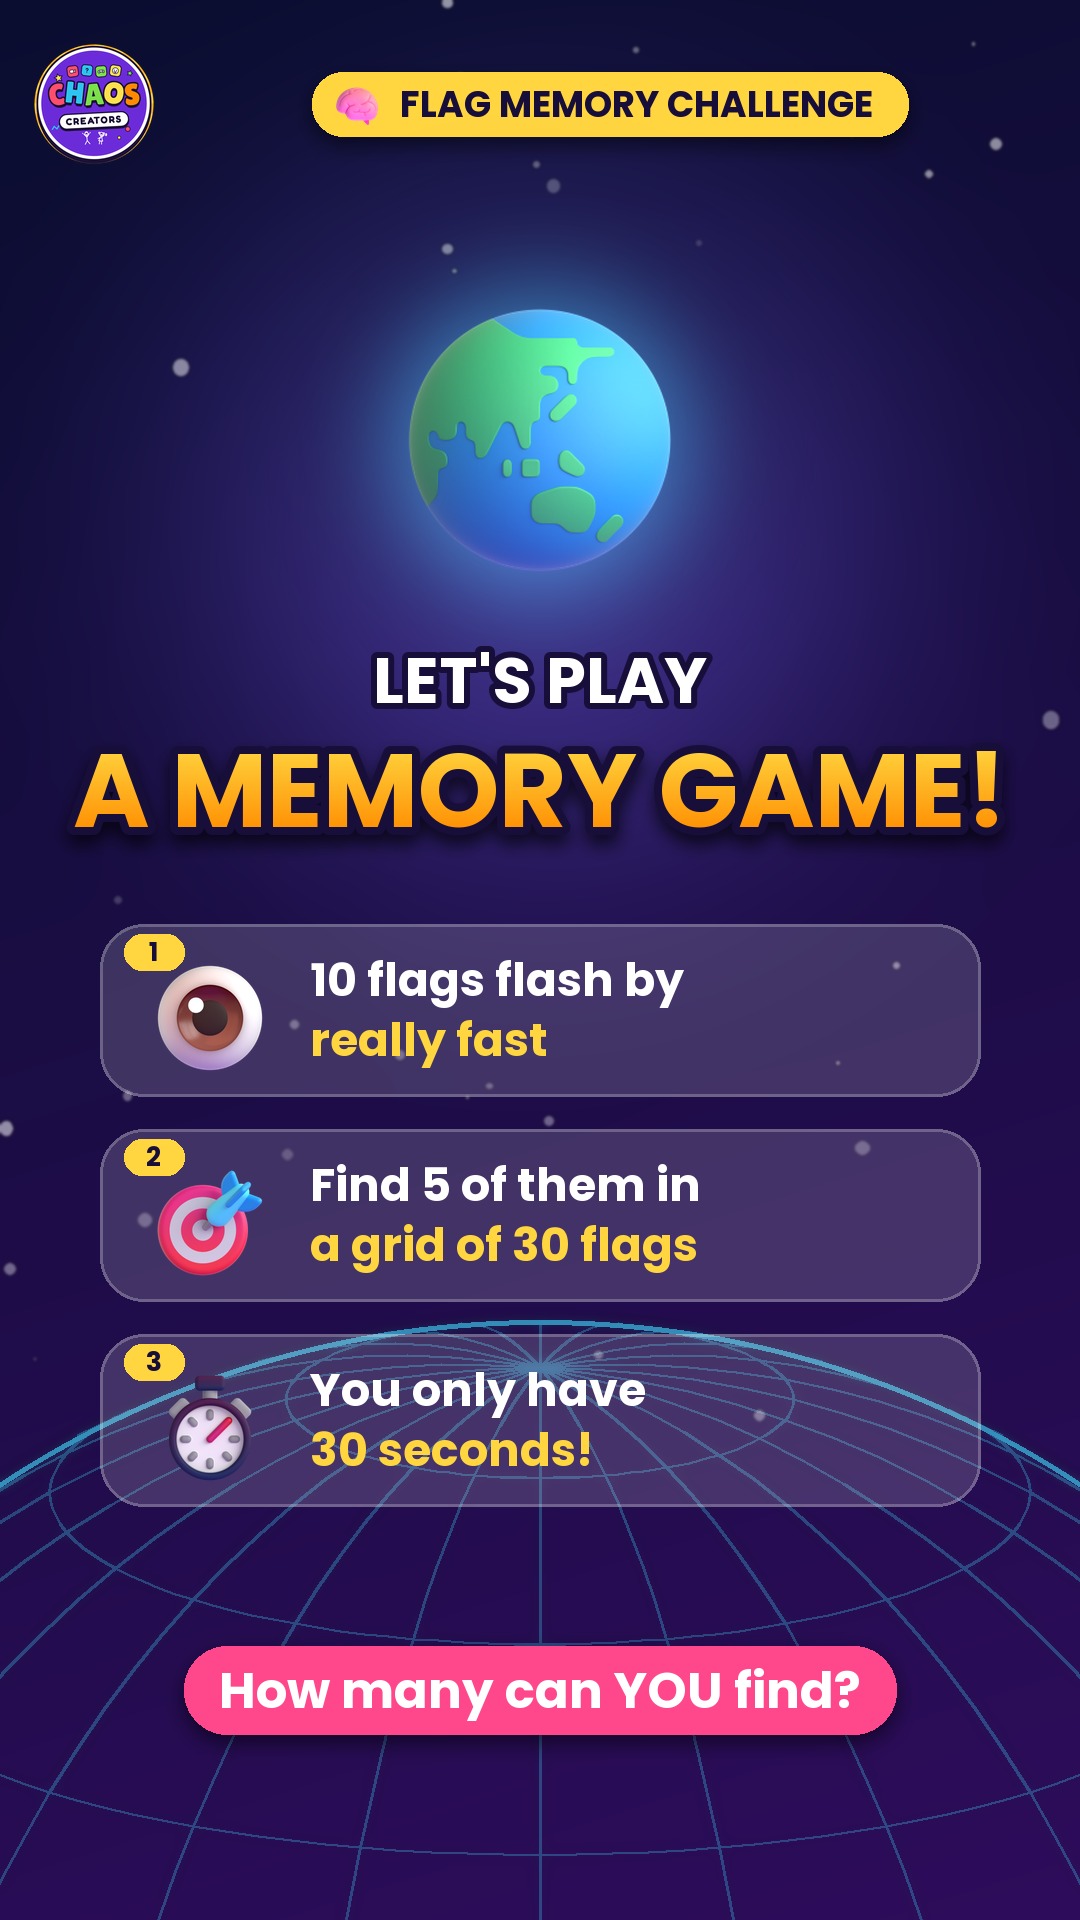 CHAOS
CREATORS
FLAG MEMORY CHALLENGE
LET'S PLAY
A MEMORY GAME!
1
10 flags flash by
really fast
2
Find 5 of them in
a grid of 30 flags
3
You only have
30 seconds!
How many can YOU find?